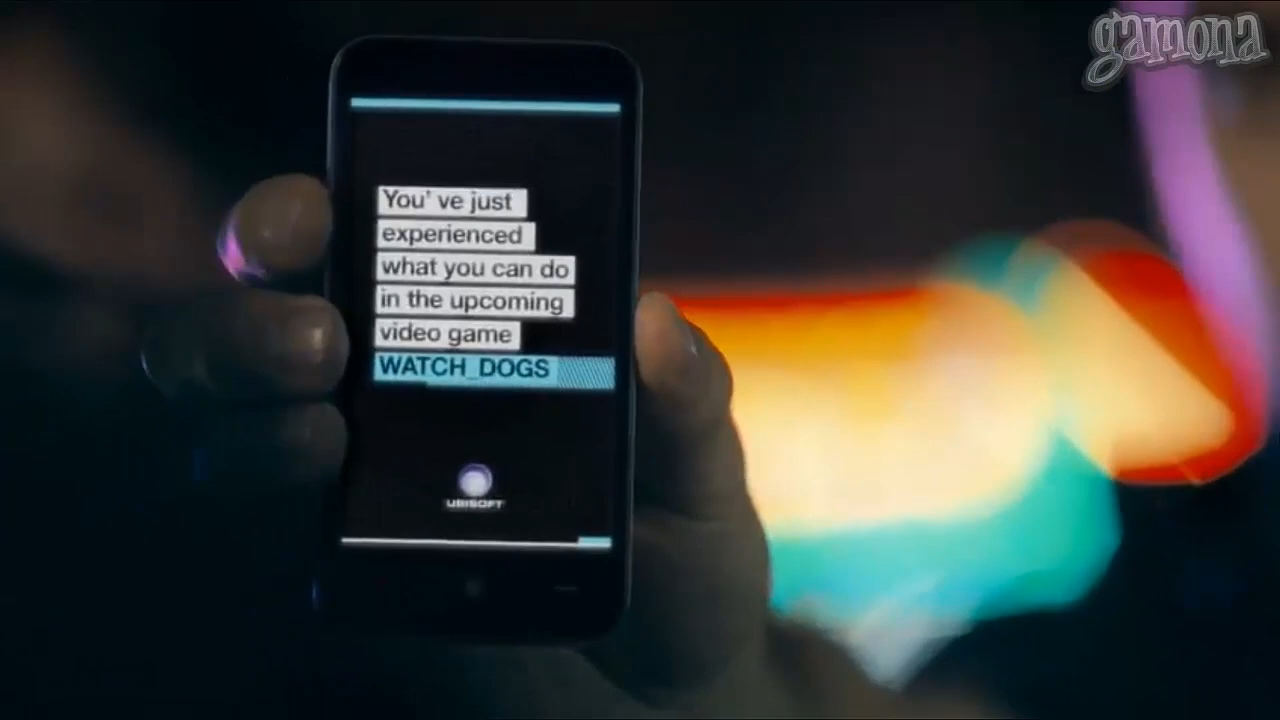 gamona
You' ve just
experienced
what you can do
in the upcoming
video game
WATCH_DOGS
UBISOFT